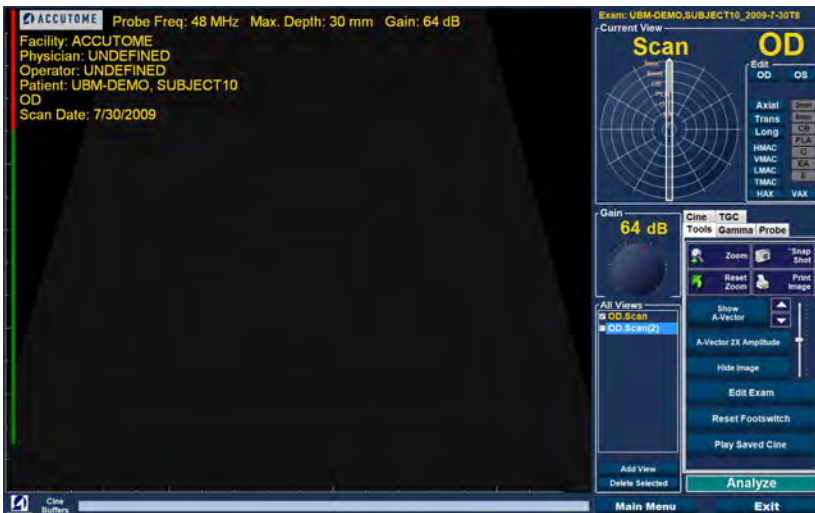 ACCUTOME Probe Freq: 48 MHz Max. Depth: 30 mm Gain: 64 dB
Facility: ACCUTOME
Physician: UNDEFINED
Operator: UNDEFINED
Patient: UBM-DEMO, SUBJECT10
OD
Scan Date: 7/30/2009
Exam: UBM-DEMO,SUBJECT10_2009-7-30T8
Current View
Scan
OD
Edit
OD OS
Axial
Trans
Long
HMAC
VMAC
LMAC
TMAC
HAX VAX
3mm
6mm
CB
PLA
O
EA
E
Gain
64 dB
Cine TGC
Tools Gamma Probe
Zoom
Snap
Shot
Reset
Zoom
Print
Image
Show
A-Vector
A-Vector 2X Amplitude
Hide Image
Edit Exam
Reset Footswitch
Play Saved Cine
All Views
OD.Scan
OD.Scan(2)
Add View
Delete Selected
Analyze
Cine
Buffers
Main Menu
Exit